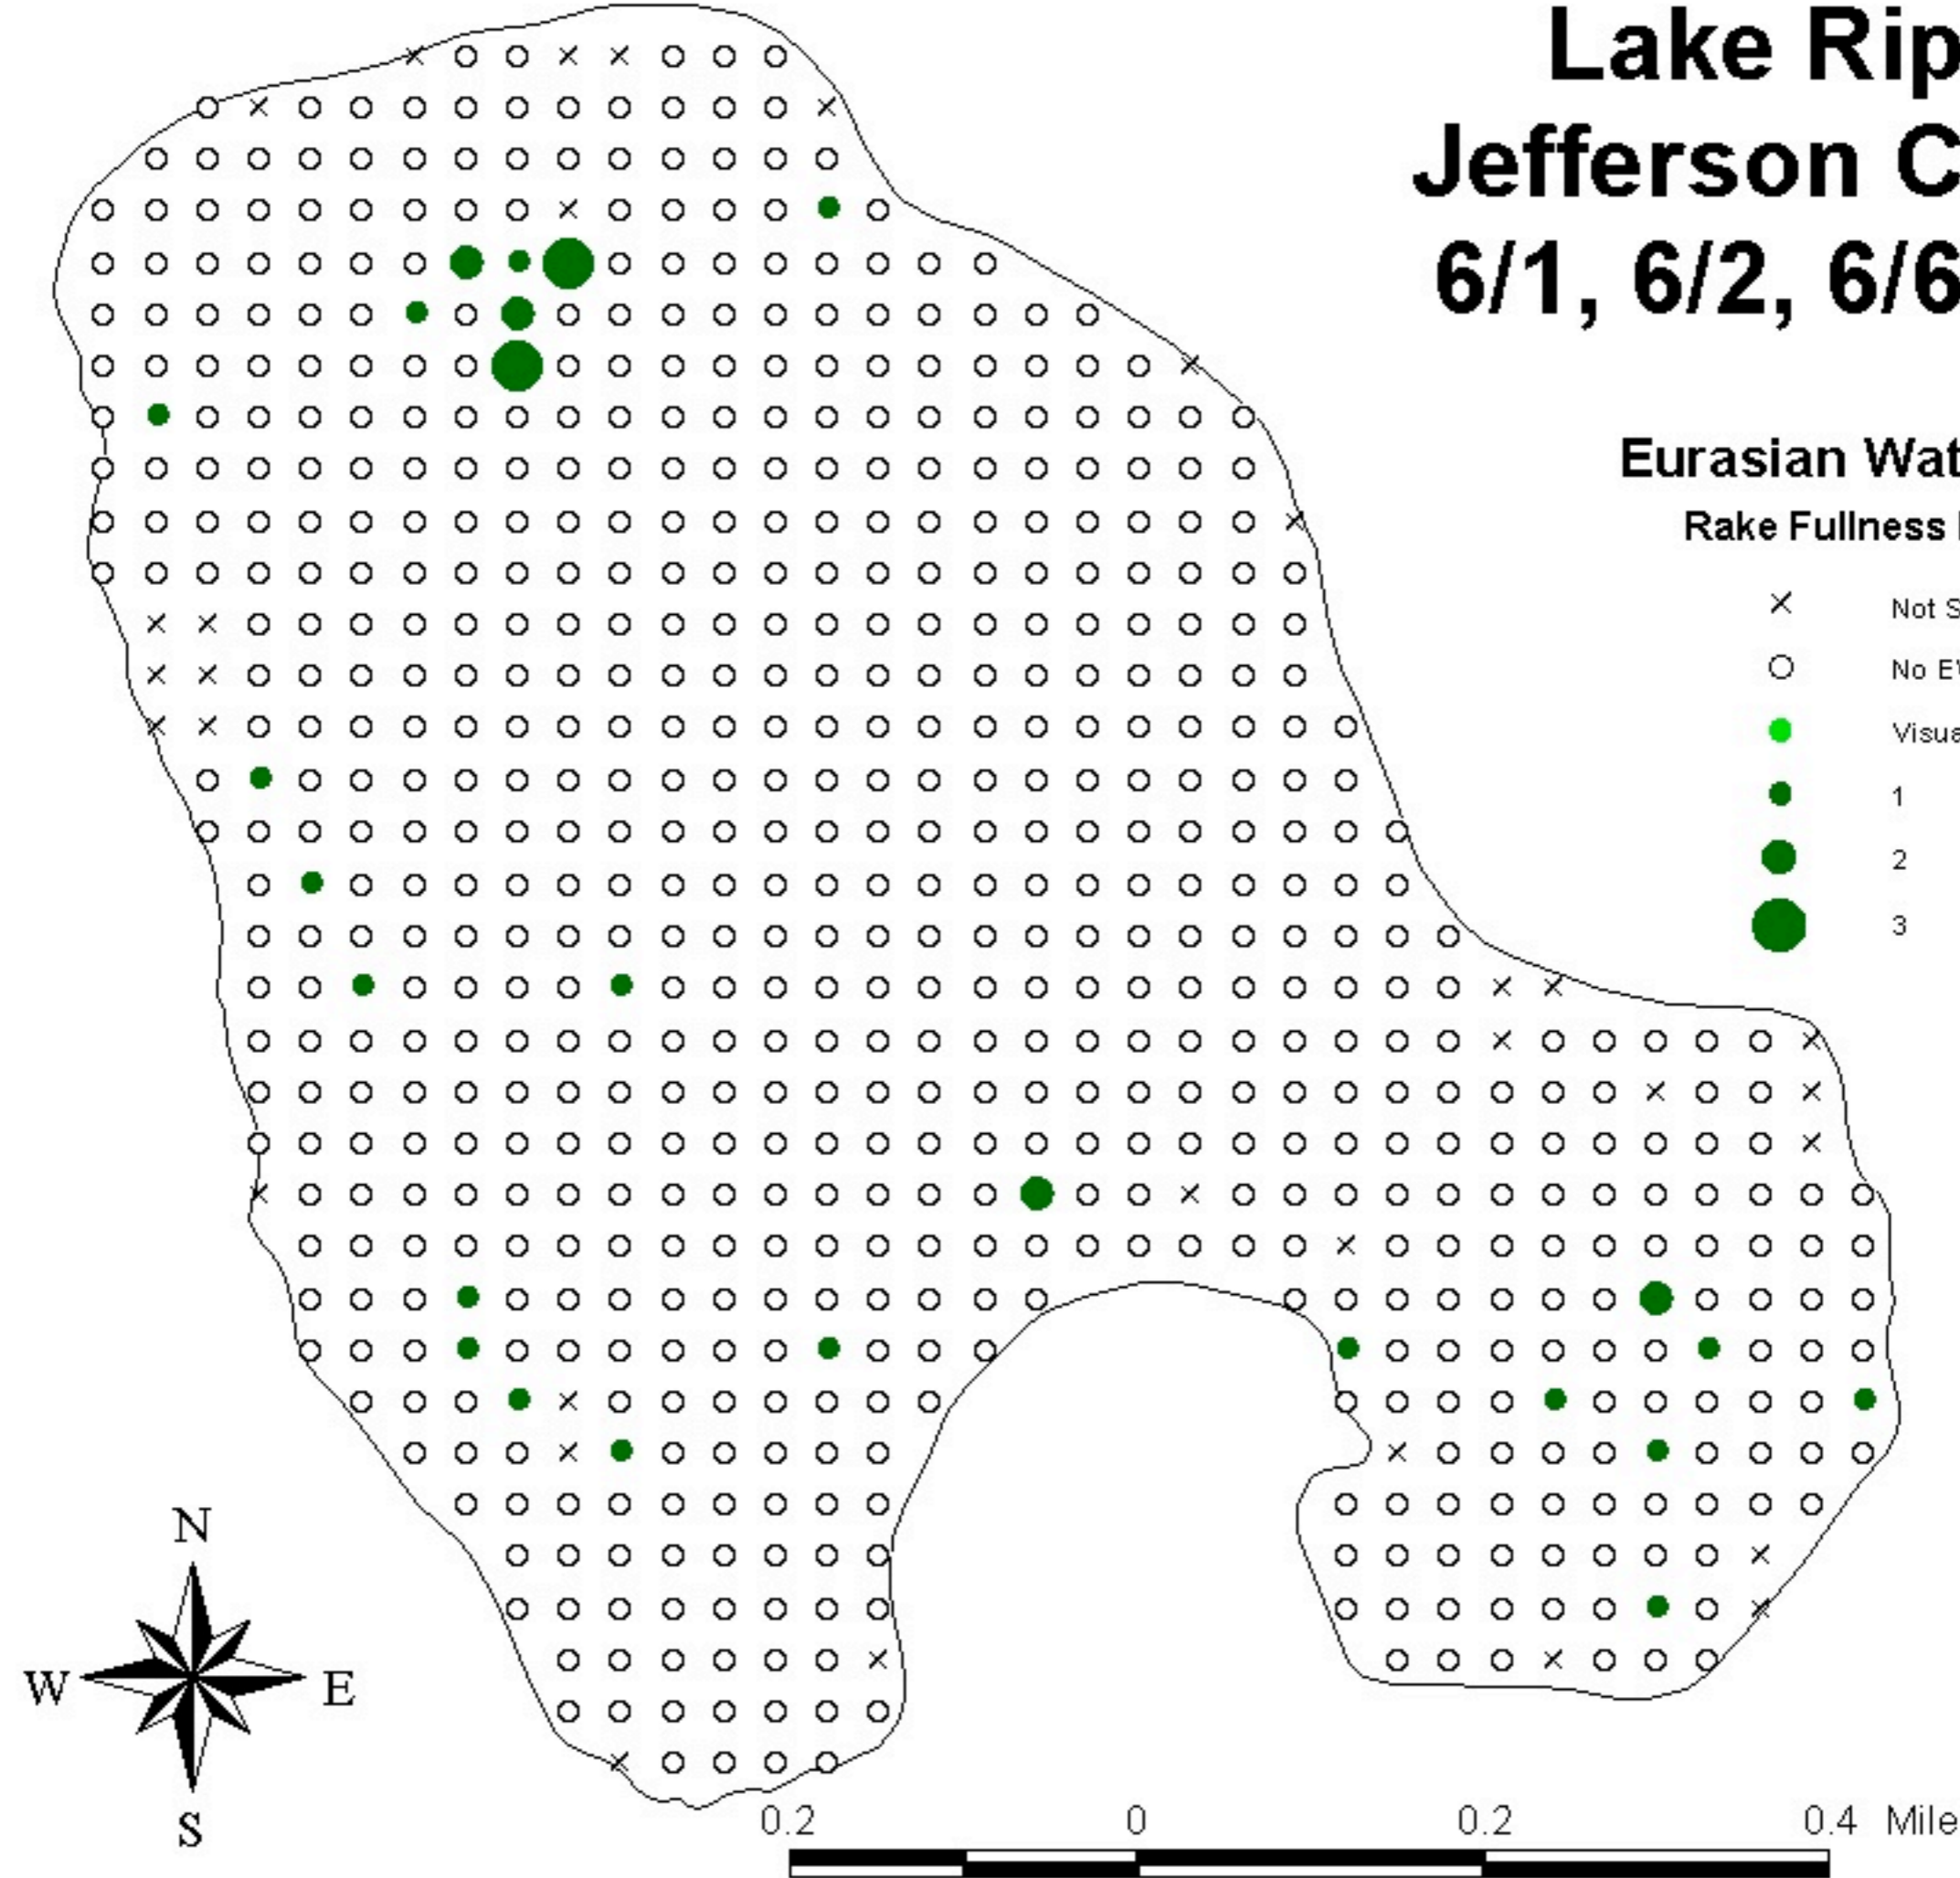 Lake Rip
Jefferson C
6/1, 6/2, 6/6
Eurasian Wat
Rake Fullness
Not S
No E
Visua
1
2
3
N
W E
S
0.2 0 0.2 0.4 Mile